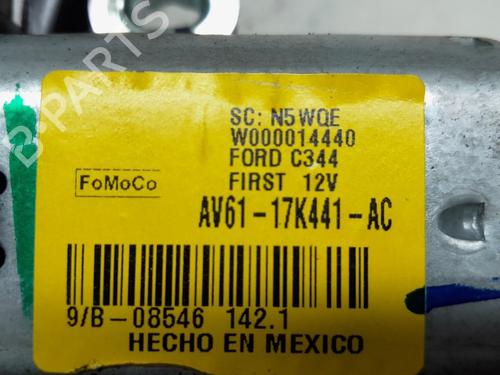 B-PARTS
SC: N5WQE
W000014440
FORD C344
FoMoCo
FIRST 12V
AV61-17K441-AC
9/B-08546 142.1
HECHO EN MEXICO